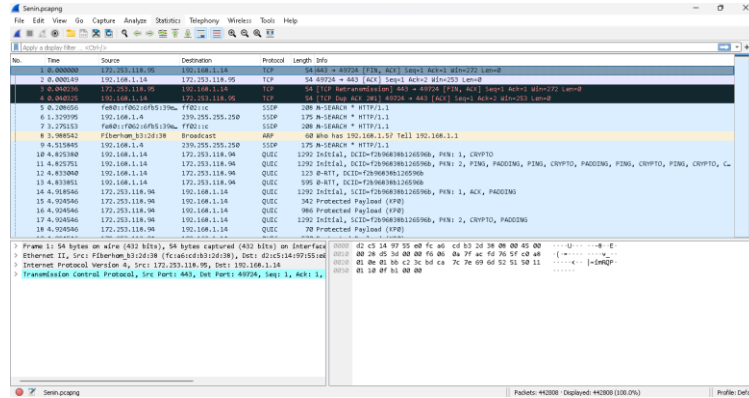 Senin.pcapng
File Edit View Go Capture Analyze Statistics Telephony Wireless Tools Help
Apply a display filter ... <Ctrl-/>
No. Time Source Destination Protocol Length Info
1 0.000000 172.253.118.95 192.168.1.14 TCP 54 443 → 49724 [FIN, ACK] Seq=1 Ack=1 Win=272 Len=0
2 0.000149 192.168.1.14 172.253.118.95 TCP 54 49724 → 443 [ACK] Seq=1 Ack=2 Win=253 Len=0
3 0.040236 172.253.118.95 192.168.1.14 TCP 54 [TCP Retransmission] 443 → 49724 [FIN, ACK] Seq=1 Ack=1 Win=272 Len=0
4 0.040325 192.168.1.14 172.253.118.95 TCP 54 [TCP Dup ACK 2#1] 49724 → 443 [ACK] Seq=1 Ack=2 Win=253 Len=0
5 0.208656 fe80::f062:6fb5:39e… ff02::c SSDP 208 M-SEARCH * HTTP/1.1
6 1.329395 192.168.1.4 239.255.255.250 SSDP 175 M-SEARCH * HTTP/1.1
7 3.275153 fe80::f062:6fb5:39e… ff02::c SSDP 208 M-SEARCH * HTTP/1.1
8 3.908542 Fiberhom_b3:2d:38 Broadcast ARP 60 Who has 192.168.1.5? Tell 192.168.1.1
9 4.515845 192.168.1.4 239.255.255.250 SSDP 175 M-SEARCH * HTTP/1.1
10 4.825380 192.168.1.14 172.253.118.94 QUIC 1292 Initial, DCID=f2b96038b126596b, PKN: 1, CRYPTO
11 4.825751 192.168.1.14 172.253.118.94 QUIC 1292 Initial, DCID=f2b96038b126596b, PKN: 2, PING, PADDING, PING, CRYPTO, PADDING, PING, CRYPTO, PING, CRYPTO, C…
12 4.833040 192.168.1.14 172.253.118.94 QUIC 123 0-RTT, DCID=f2b96038b126596b
13 4.833051 192.168.1.14 172.253.118.94 QUIC 595 0-RTT, DCID=f2b96038b126596b
14 4.918546 172.253.118.94 192.168.1.14 QUIC 1292 Initial, SCID=f2b96038b126596b, PKN: 1, ACK, PADDING
15 4.924546 172.253.118.94 192.168.1.14 QUIC 342 Protected Payload (KP0)
16 4.924546 172.253.118.94 192.168.1.14 QUIC 986 Protected Payload (KP0)
17 4.924546 172.253.118.94 192.168.1.14 QUIC 1292 Initial, SCID=f2b96038b126596b, PKN: 2, CRYPTO, PADDING
18 4.924546 172.253.118.94 192.168.1.14 QUIC 70 Protected Payload (KP0)
> Frame 1: 54 bytes on wire (432 bits), 54 bytes captured (432 bits) on interface
> Ethernet II, Src: Fiberhom_b3:2d:38 (fc:a6:cd:b3:2d:38), Dst: d2:c5:14:97:55:e0
> Internet Protocol Version 4, Src: 172.253.118.95, Dst: 192.168.1.14
> Transmission Control Protocol, Src Port: 443, Dst Port: 49724, Seq: 1, Ack: 1,
0000 d2 c5 14 97 55 e0 fc a6 cd b3 2d 38 08 00 45 00
0010 00 28 d5 3d 00 00 f6 06 0a 7f ac fd 76 5f c0 a8
0020 01 0e 01 bb c2 3c bd ca 7c 7e 69 6d 52 51 50 11
0030 01 10 0f b1 00 00
Senin.pcapng Packets: 442808 · Displayed: 442808 (100.0%) Profile: Defa